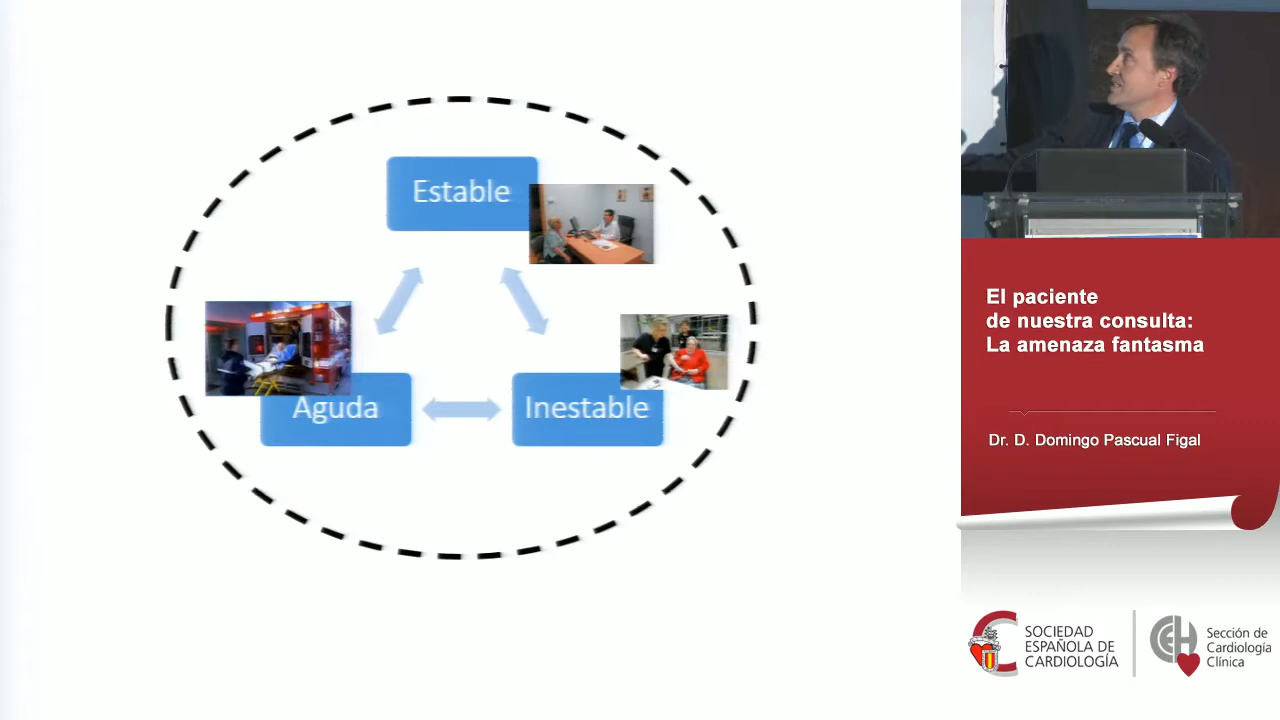 Estable
Aguda
Inestable
El paciente
de nuestra consulta:
La amenaza fantasma
Dr. D. Domingo Pascual Figal
SOCIEDAD
ESPAÑOLA DE
CARDIOLOGÍA
Sección de
Cardiología
Clínica